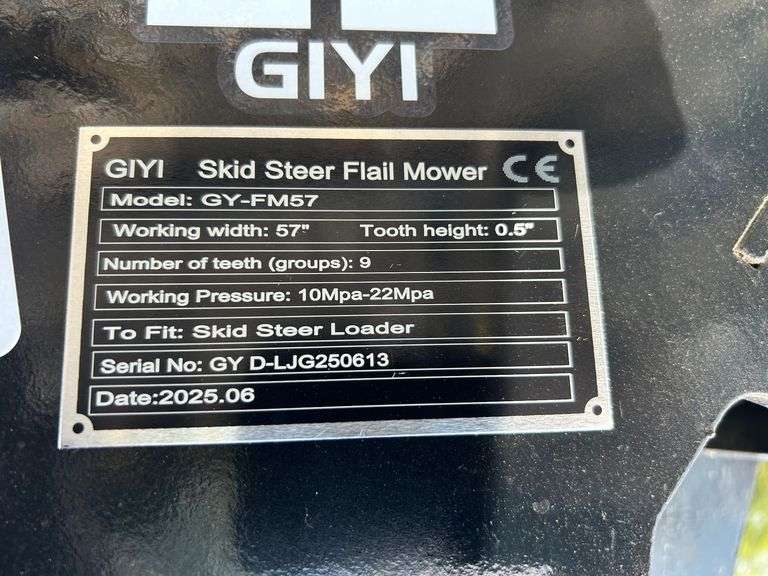 GIYI
GIYI Skid Steer Flail Mower CE
Model: GY-FM57
Working width: 57" Tooth height: 0.5"
Number of teeth (groups): 9
Working Pressure: 10Mpa-22Mpa
To Fit: Skid Steer Loader
Serial No: GY D-LJG250613
Date:2025.06